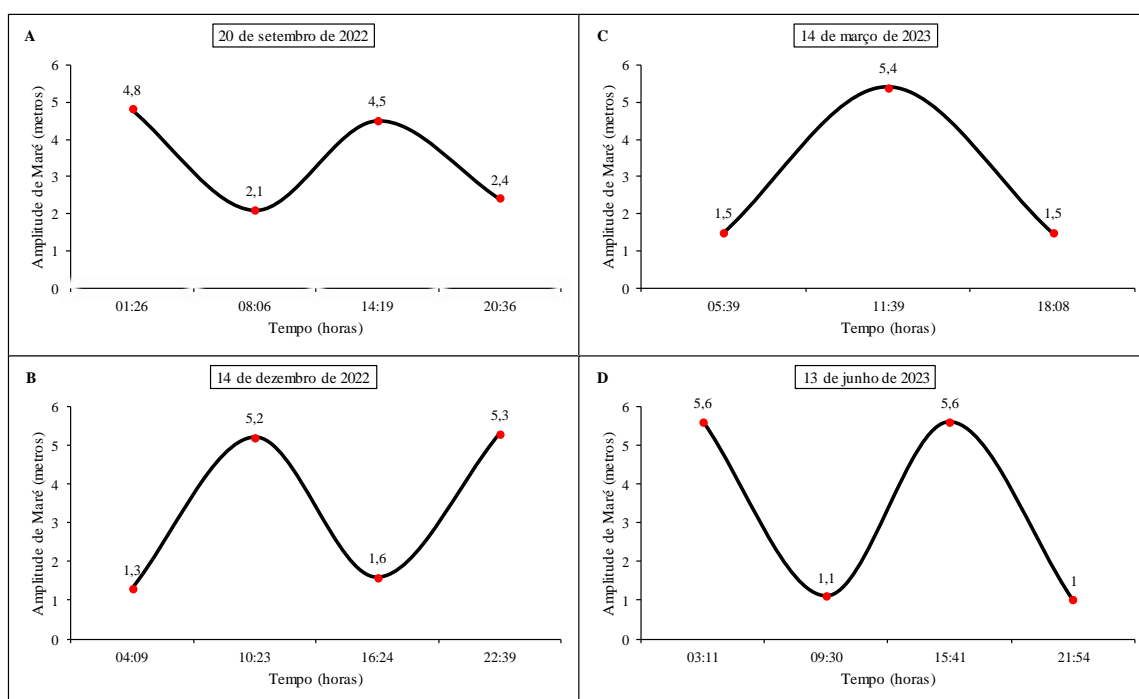 A
20 de setembro de 2022
Amplitude de Maré (metros)
6
5
4
3
2
1
0
4,8
2,1
4,5
2,4
01:26 08:06 14:19 20:36
Tempo (horas)
C
14 de março de 2023
Amplitude de Maré (metros)
6
5
4
3
2
1
0
1,5
5,4
1,5
05:39 11:39 18:08
Tempo (horas)
B
14 de dezembro de 2022
Amplitude de Maré (metros)
6
5
4
3
2
1
0
1,3
5,2
1,6
5,3
04:09 10:23 16:24 22:39
Tempo (horas)
D
13 de junho de 2023
Amplitude de Maré (metros)
6
5
4
3
2
1
0
5,6
1,1
5,6
1
03:11 09:30 15:41 21:54
Tempo (horas)